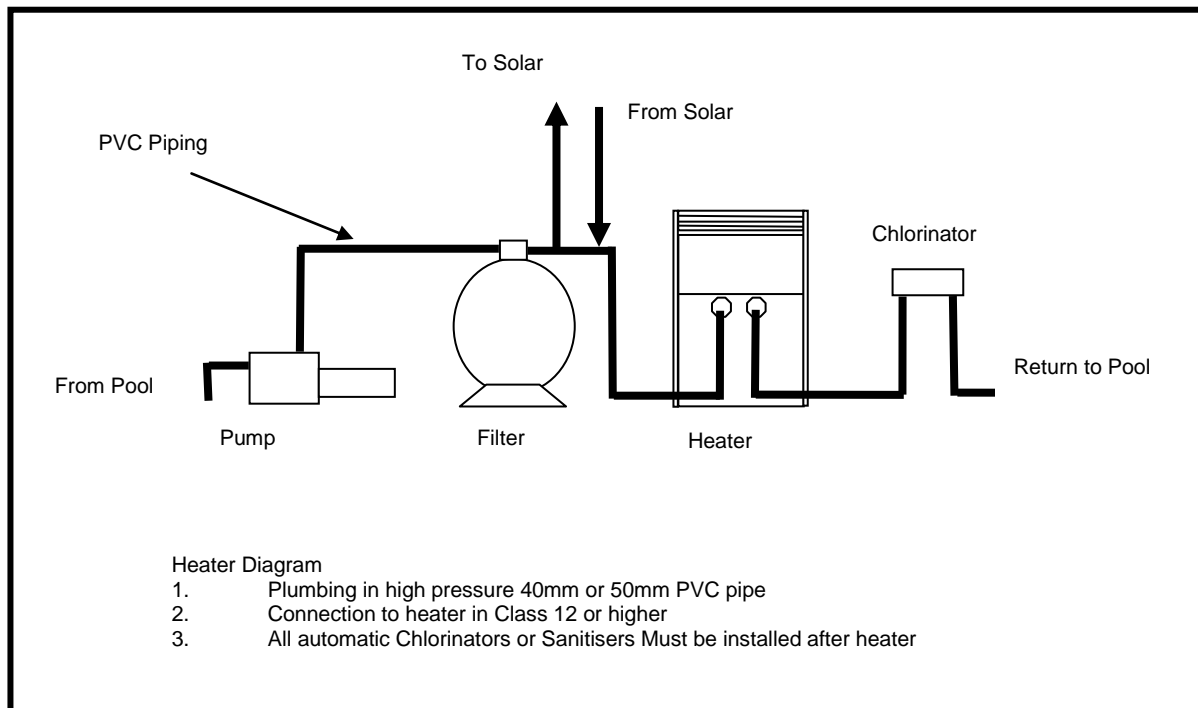 To Solar
From Solar
PVC Piping
Chlorinator
From Pool
Return to Pool
Pump
Filter
Heater
Heater Diagram
1. Plumbing in high pressure 40mm or 50mm PVC pipe
2. Connection to heater in Class 12 or higher
3. All automatic Chlorinators or Sanitisers Must be installed after heater